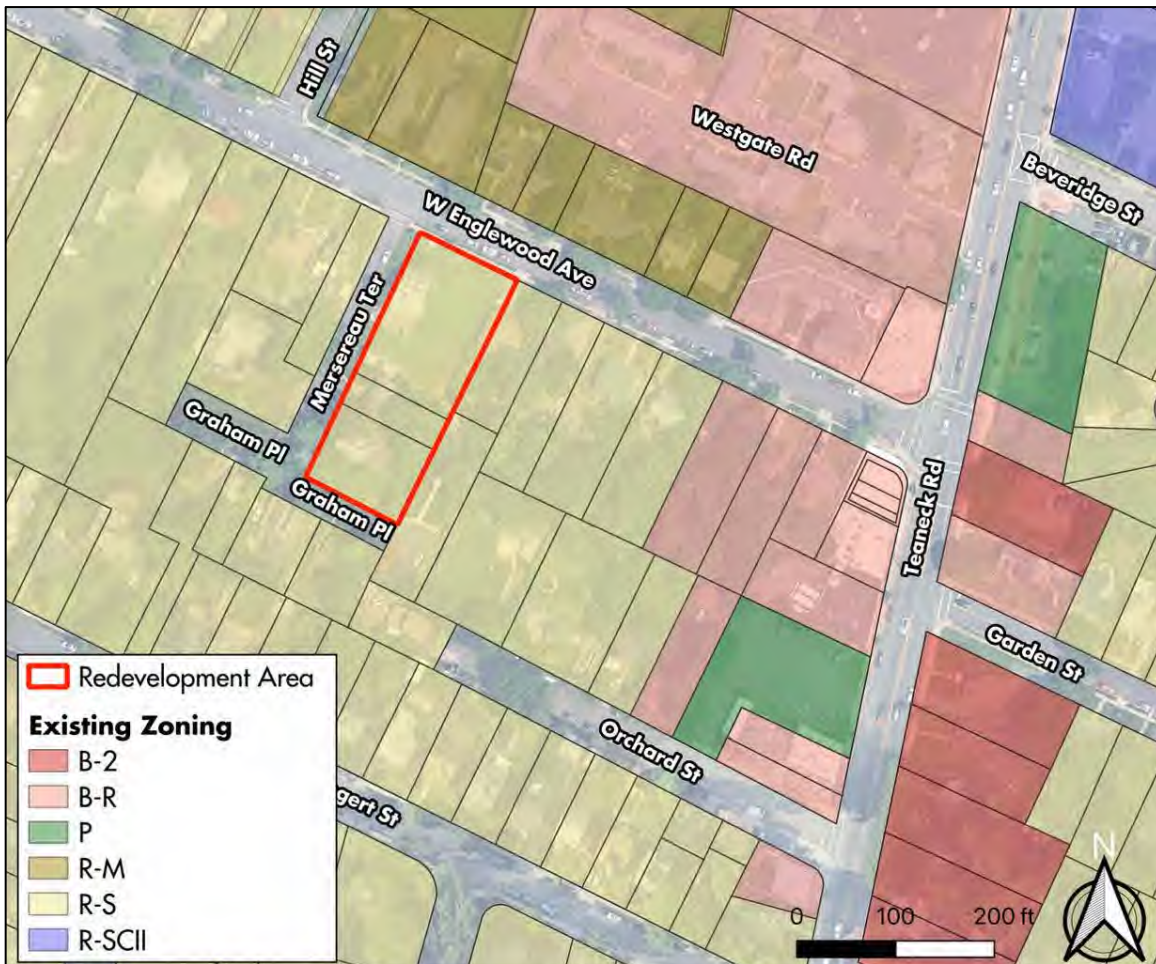 Hill St
Westgate Rd
Beveridge St
W Englewood Ave
Mersereau Ter
Graham Pl
Graham Pl
Teaneck Rd
Garden St
Orchard St
gert St
Redevelopment Area
Existing Zoning
B-2
B-R
P
R-M
R-S
R-SCII
N
0 100 200 ft